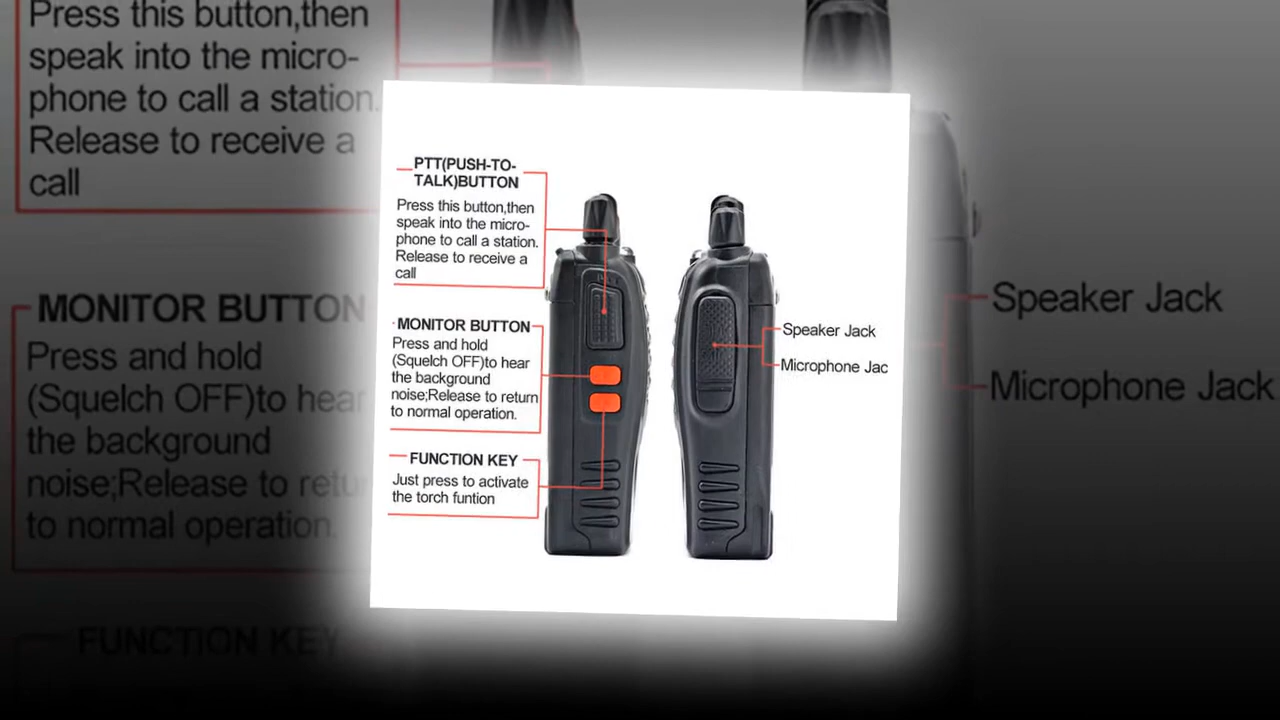 Press this button,then
speak into the micro-
phone to call a station.
Release to receive a
call
MONITOR BUTTON
Press and hold
(Squelch OFF)to hear
the background
noise;Release to retu
to normal operation.
FUNCTION KEY
PTT(PUSH-TO-
TALK)BUTTON
Press this button,then
speak into the micro-
phone to call a station.
Release to receive a
call
MONITOR BUTTON
Press and hold
(Squelch OFF)to hear
the background
noise;Release to return
to normal operation.
FUNCTION KEY
Just press to activate
the torch funtion
Speaker Jack
Microphone Jac
Speaker Jack
Microphone Jack